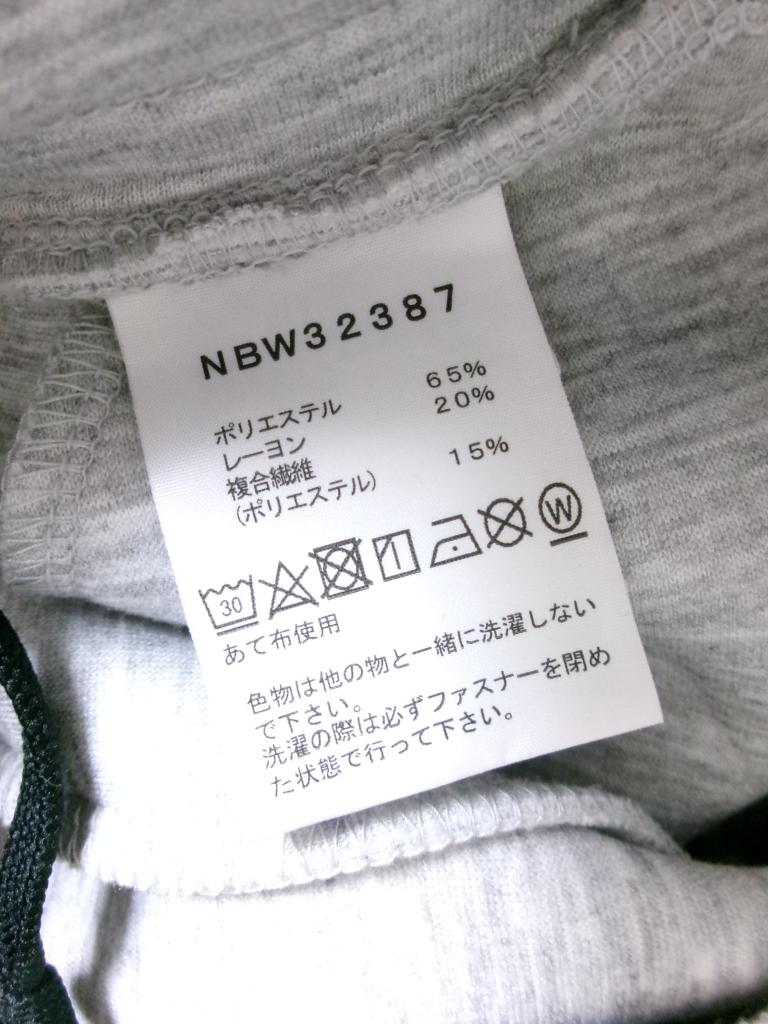 NBW32387
ポリエステル 65%
レーヨン 20%
複合繊維 15%
(ポリエステル)
30 W
あて布使用
色物は他の物と一緒に洗濯しない
で下さい。
洗濯の際は必ずファスナーを閉め
た状態で行って下さい。